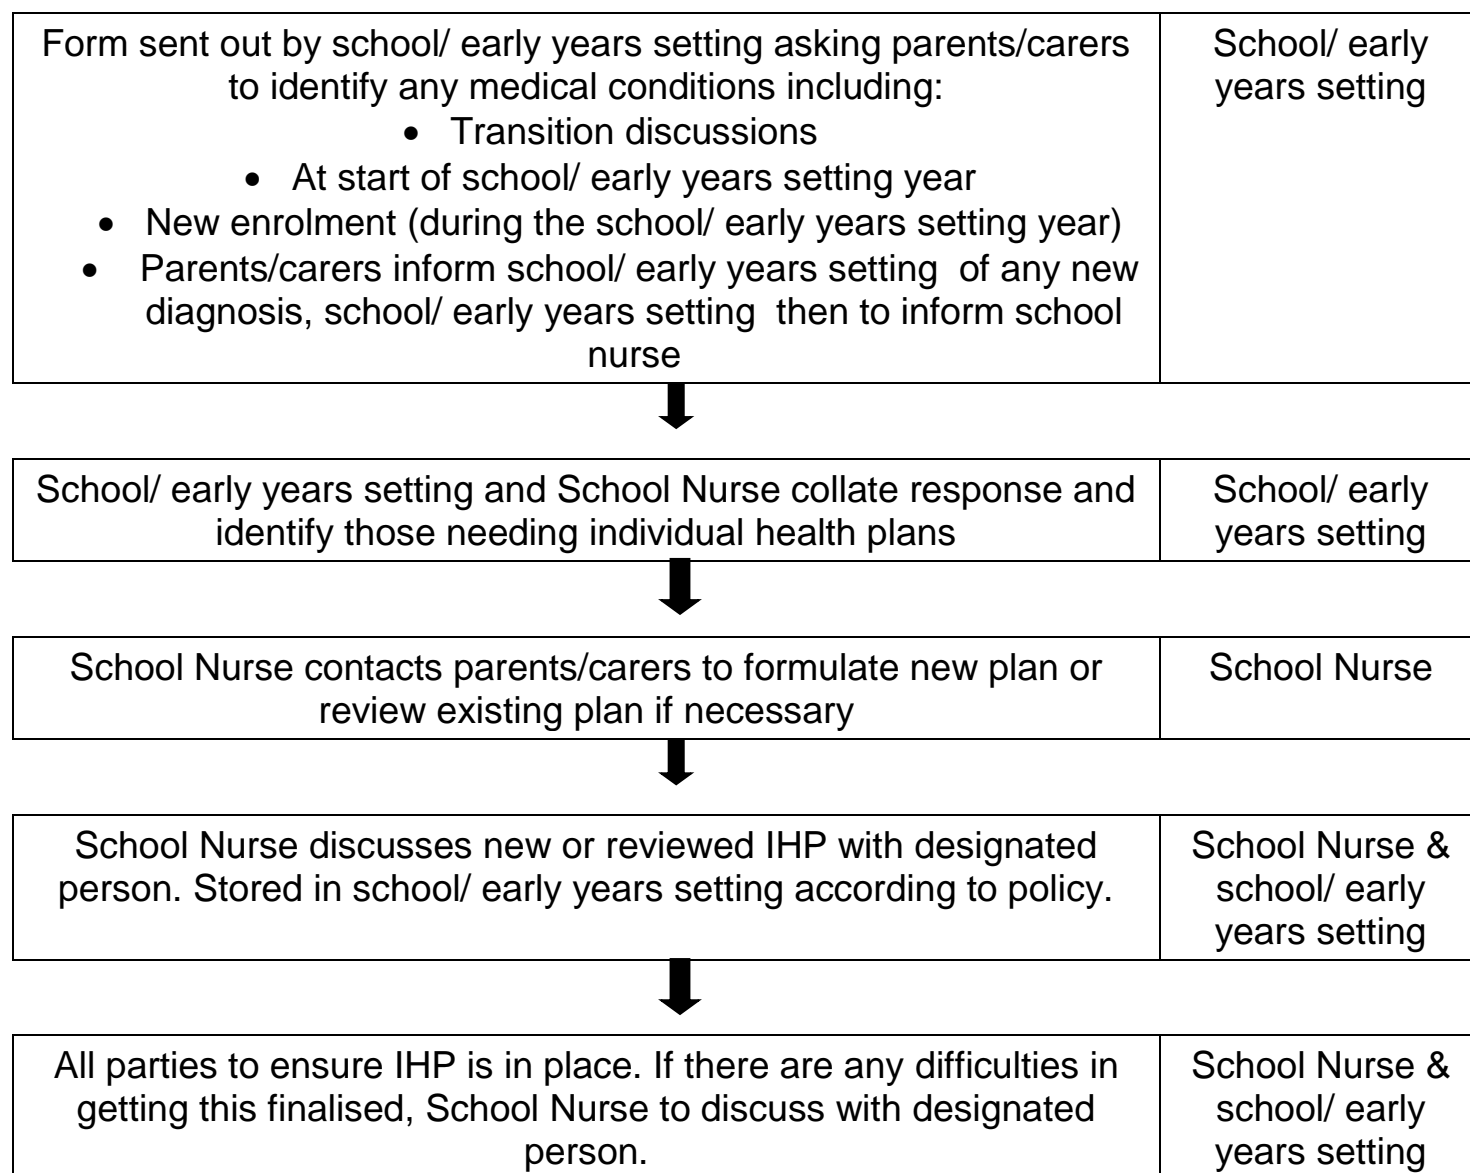 Form sent out by school/ early years setting asking parents/carers
to identify any medical conditions including:
• Transition discussions
• At start of school/ early years setting year
• New enrolment (during the school/ early years setting year)
• Parents/carers inform school/ early years setting  of any new
diagnosis, school/ early years setting  then to inform school
nurse
School/ early
years setting
School/ early years setting and School Nurse collate response and
identify those needing individual health plans
School/ early
years setting
School Nurse contacts parents/carers to formulate new plan or
review existing plan if necessary
School Nurse
School Nurse discusses new or reviewed IHP with designated
person. Stored in school/ early years setting according to policy.
School Nurse &
school/ early
years setting
All parties to ensure IHP is in place. If there are any difficulties in
getting this finalised, School Nurse to discuss with designated
person.
School Nurse &
school/ early
years setting